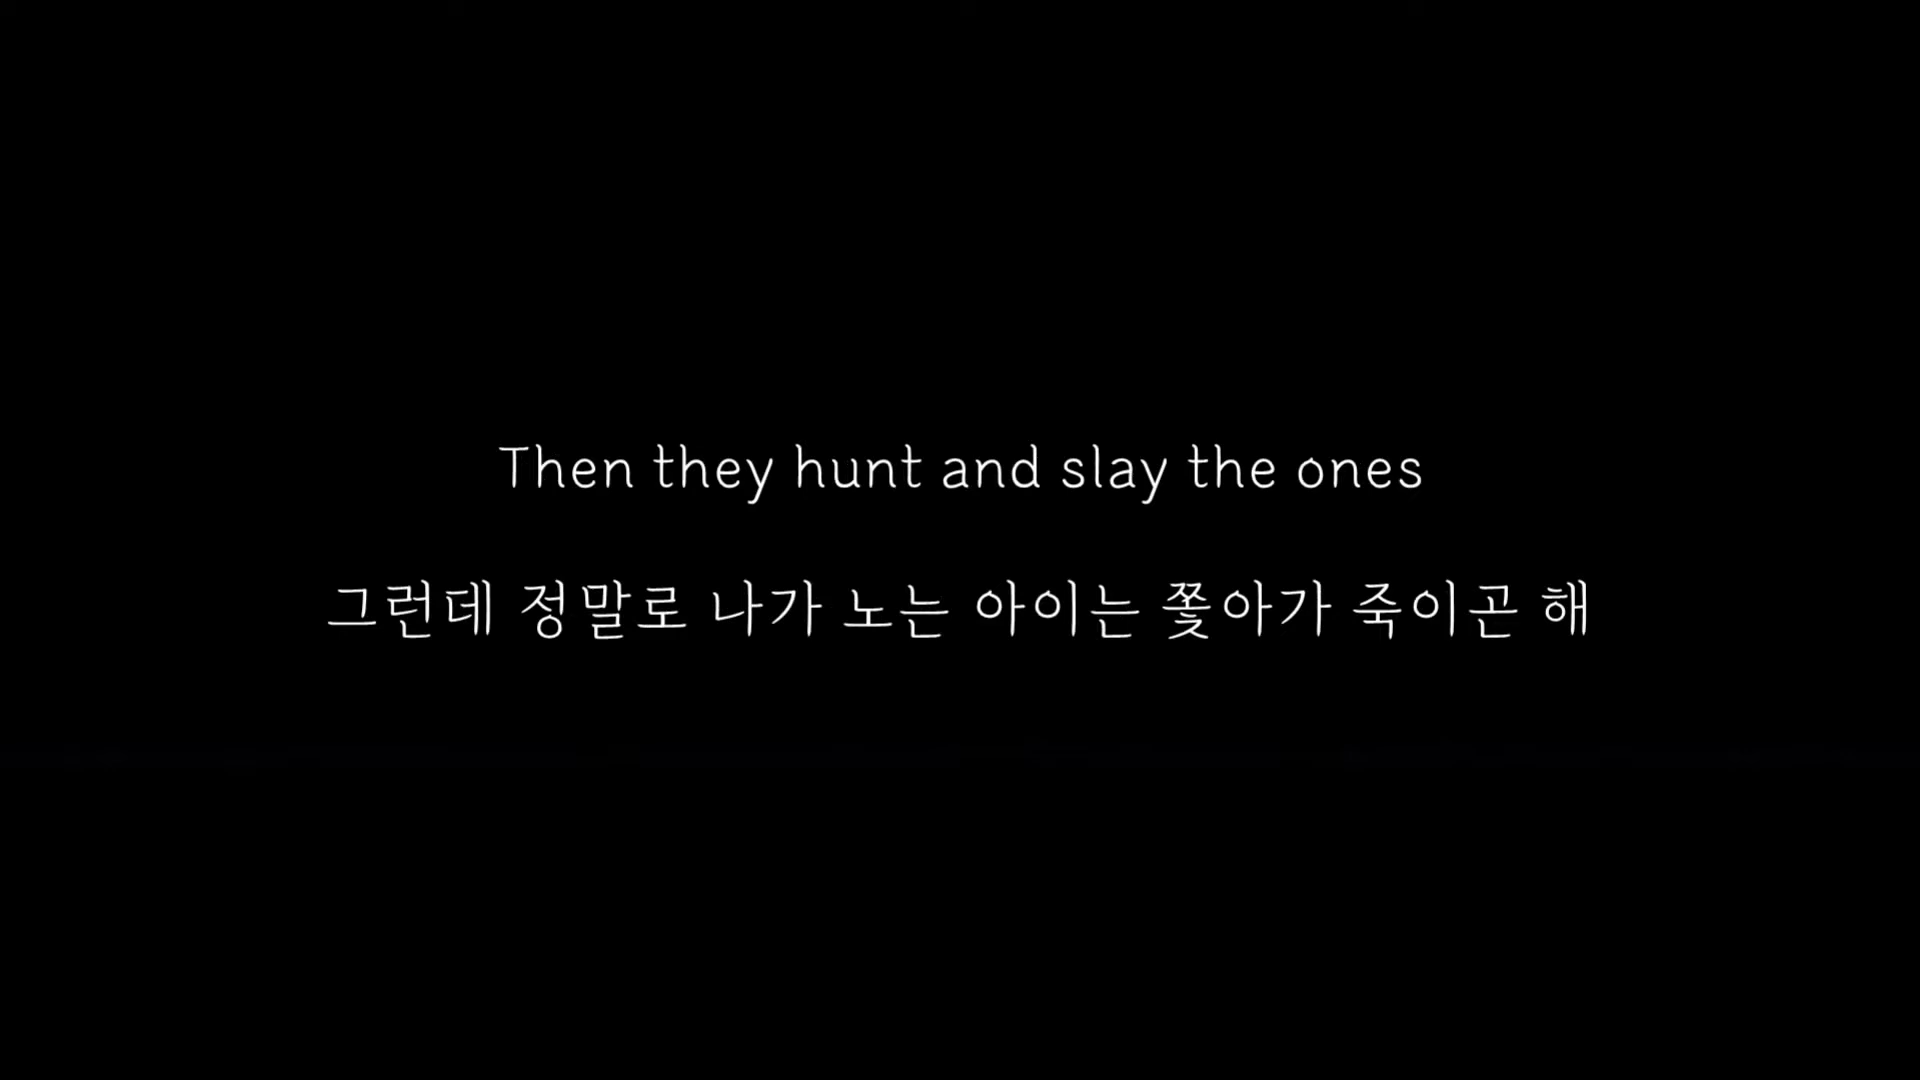 Then they hunt and slay the ones
그런데 정말로 나가 노는 아이는 쫓아가 죽이곤 해